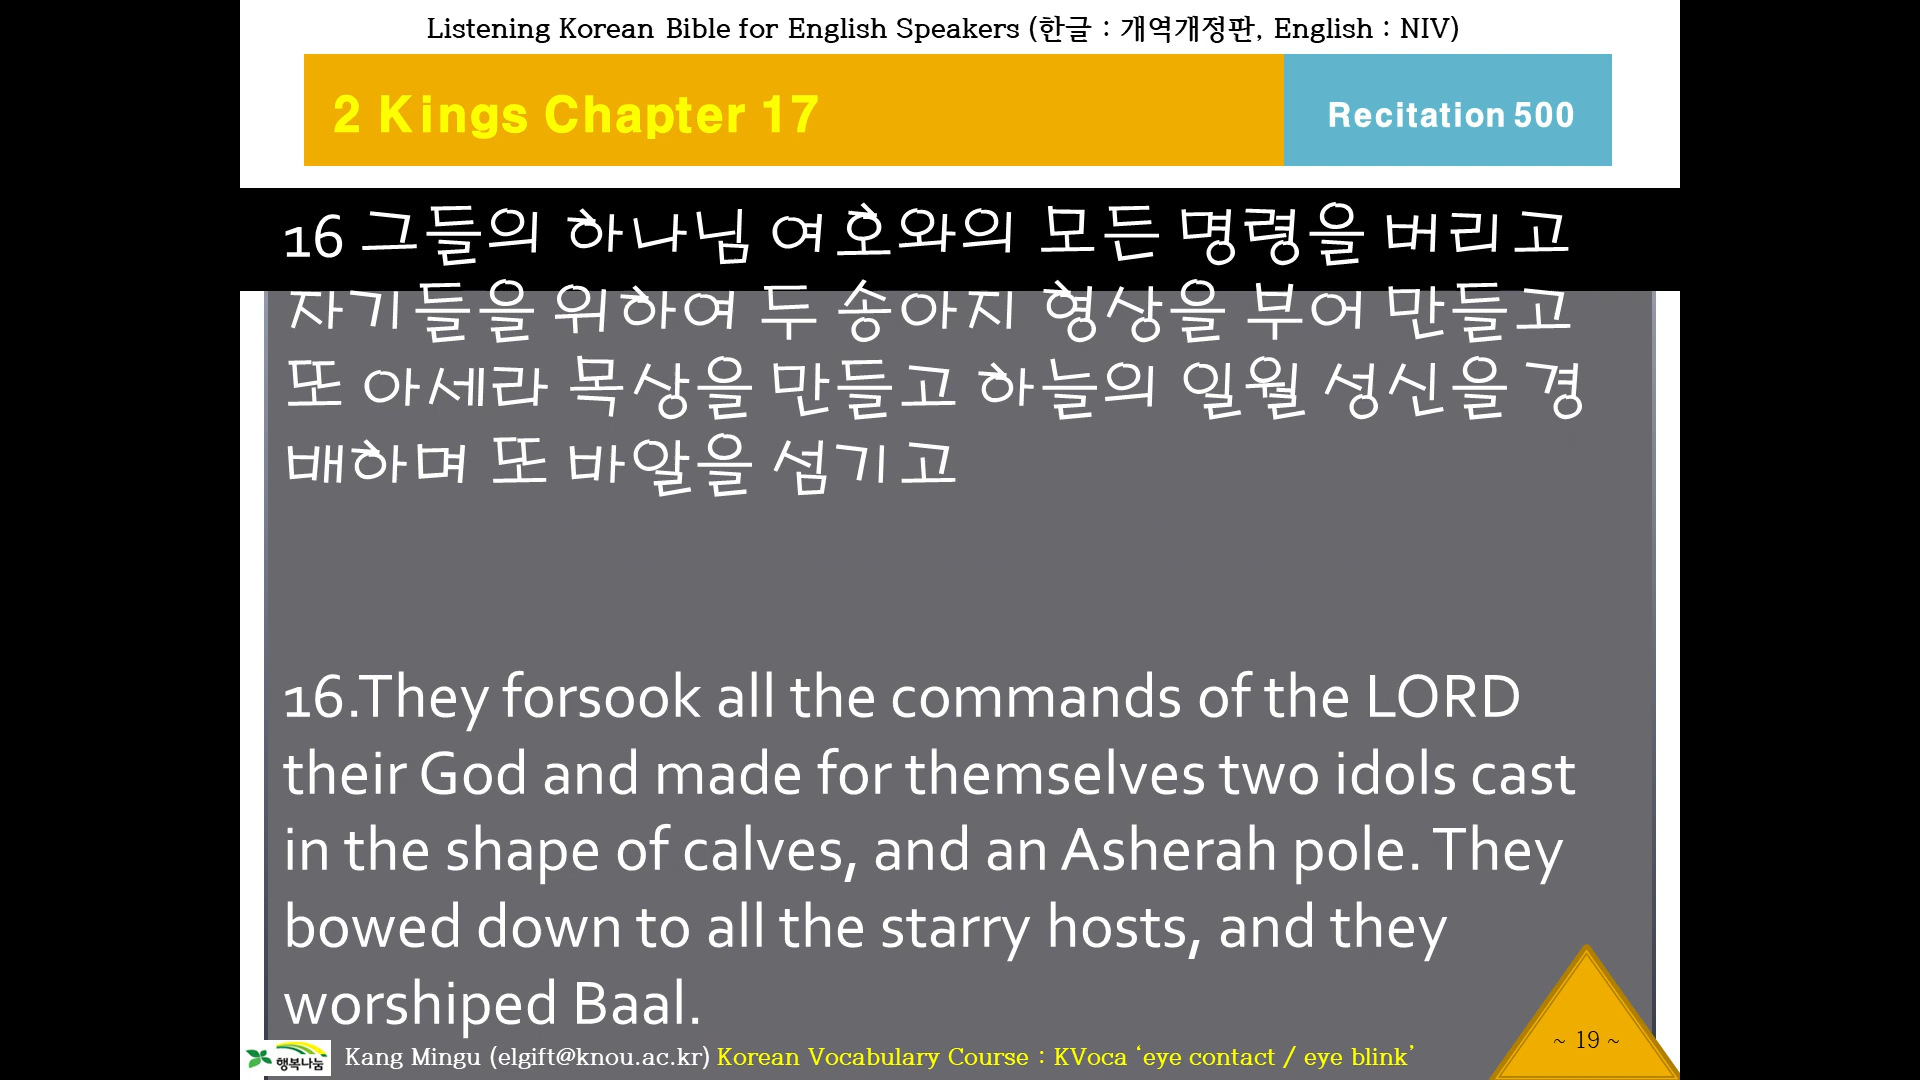 Listening Korean Bible for English Speakers (한글 : 개역개정판, English : NIV)
2 Kings Chapter 17
Recitation 500
16 그들의 하나님 여호와의 모든 명령을 버리고
자기들을 위하여 두 송아지 형상을 부어 만들고
또 아세라 목상을 만들고 하늘의 일월 성신을 경
배하며 또 바알을 섬기고
16.They forsook all the commands of the LORD
their God and made for themselves two idols cast
in the shape of calves, and an Asherah pole. They
bowed down to all the starry hosts, and they
worshiped Baal.
~ 19 ~
행복나눔
Kang Mingu (elgift@knou.ac.kr) Korean Vocabulary Course : KVoca ‘eye contact / eye blink’